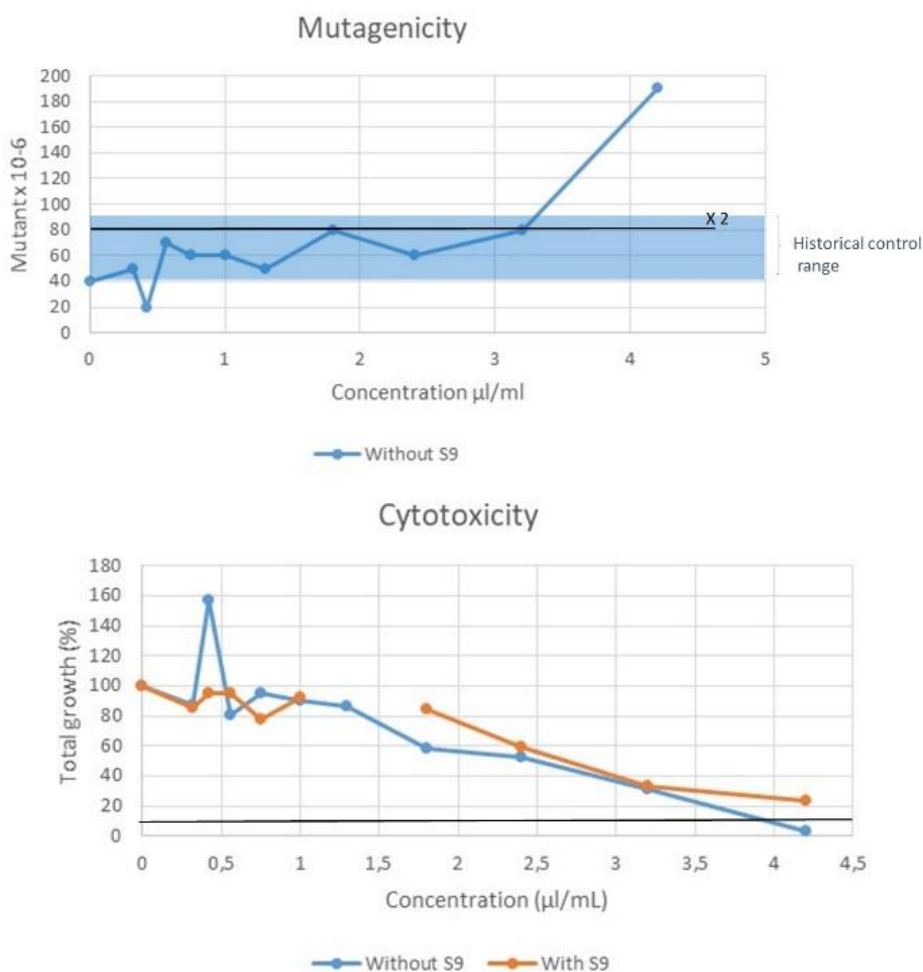 Mutagenicity
200
180
160
140
120
100
80
60
40
20
0
Mutant x 10-6
X 2
Historical control
range
0 1 2 3 4 5
Concentration µl/ml
Without S9
Cytotoxicity
180
160
140
120
100
80
60
40
20
0
Total growth (%)
0 0,5 1 1,5 2 2,5 3 3,5 4 4,5
Concentration (µl/mL)
Without S9 With S9